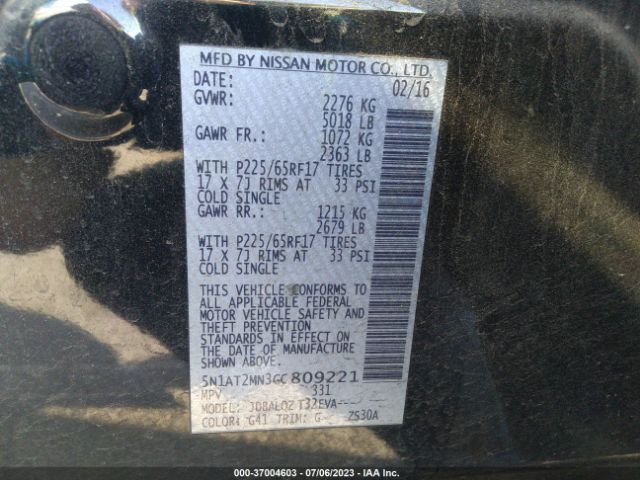 MFD BY NISSAN MOTOR CO., LTD.
DATE: 02/16
GVWR: 2276 KG
5018 LB
GAWR FR.: 1072 KG
2363 LB
WITH P225/65RF17 TIRES
17 X 7J RIMS AT 33 PSI
COLD SINGLE
GAWR RR.: 1215 KG
2679 LB
WITH P225/65RF17 TIRES
17 X 7J RIMS AT 33 PSI
COLD SINGLE
THIS VEHICLE CONFORMS TO
ALL APPLICABLE FEDERAL
MOTOR VEHICLE SAFETY AND
THEFT PREVENTION
STANDARDS IN EFFECT ON
THE DATE OF MANUFACTURE
SHOWN ABOVE.
5N1AT2MN3GC809221
MPV 331
MODEL: JDBALQZ T32EVA---
COLOR: G41 TRIM: G ZS30A
000-37004603 - 07/06/2023 - IAA Inc.